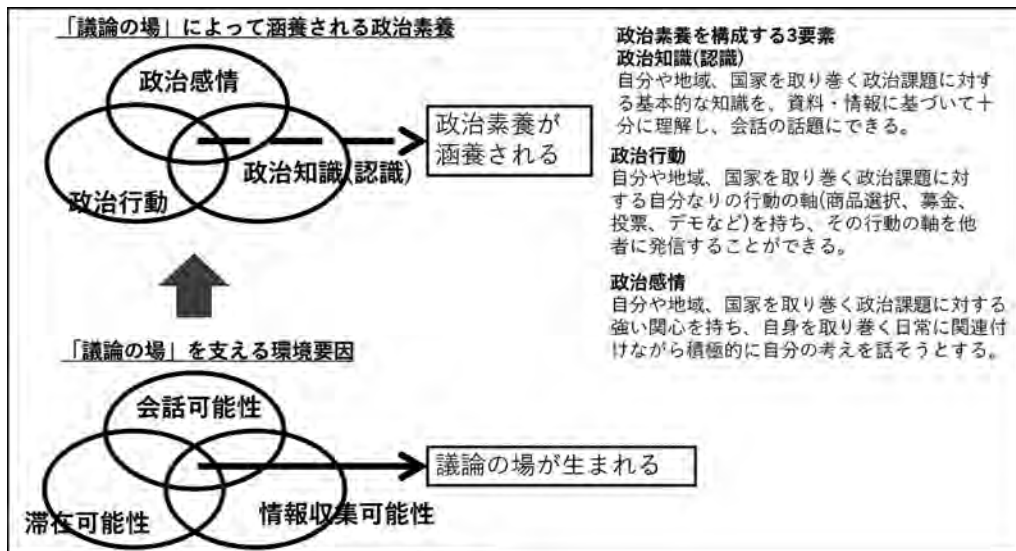 「議論の場」によって涵養される政治素養
政治感情
政治行動
政治知識(認識)
政治素養が
涵養される
「議論の場」を支える環境要因
会話可能性
滞在可能性
情報収集可能性
議論の場が生まれる
政治素養を構成する3要素
政治知識(認識)
自分や地域、国家を取り巻く政治課題に対す
る基本的な知識を、資料・情報に基づいて十
分に理解し、会話の話題にできる。
政治行動
自分や地域、国家を取り巻く政治課題に対
する自分なりの行動の軸(商品選択、募金、
投票、デモなど)を持ち、その行動の軸を他
者に発信することができる。
政治感情
自分や地域、国家を取り巻く政治課題に対する
強い関心を持ち、自身を取り巻く日常に関連付
けながら積極的に自分の考えを話そうとする。